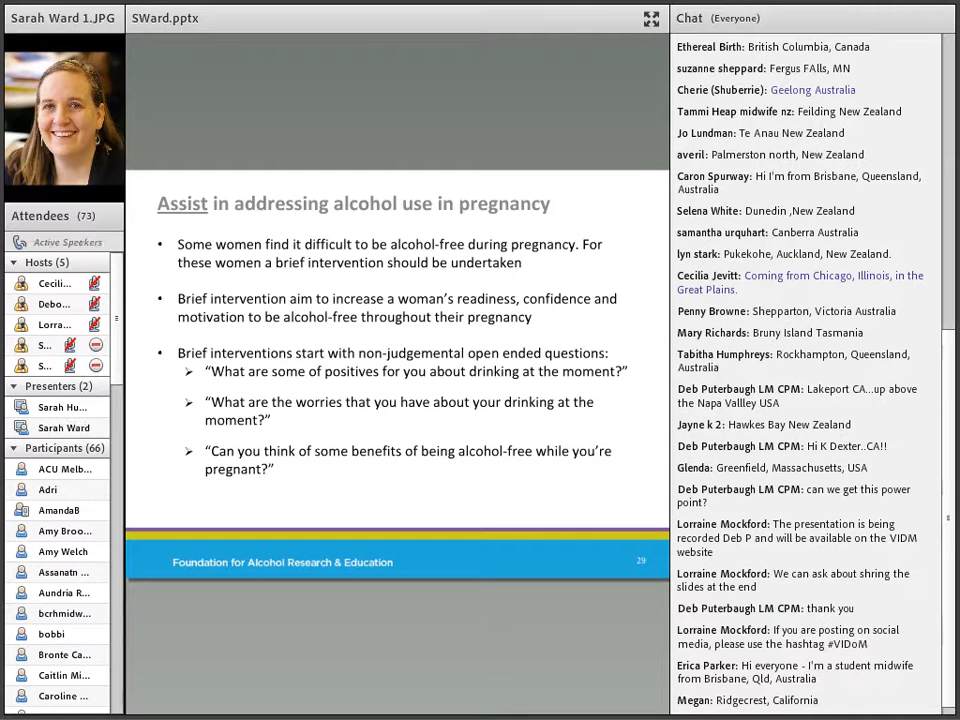 Sarah Ward 1.JPG
Attendees (73)
Active Speakers
Hosts (5)
Cecili...
Debo...
Lorra...
S...
S...
Presenters (2)
Sarah Hu...
Sarah Ward
Participants (66)
ACU Melb...
Adri
AmandaB
Amy Broo...
Amy Welch
Assanatn ...
Aundria R...
bcrhmidw...
bobbi
Bronte Ca...
Caitlin Mi...
Caroline ...
SWard.pptx
Assist in addressing alcohol use in pregnancy
• Some women find it difficult to be alcohol-free during pregnancy. For
these women a brief intervention should be undertaken
• Brief intervention aim to increase a woman's readiness, confidence and
motivation to be alcohol-free throughout their pregnancy
• Brief interventions start with non-judgemental open ended questions:
➢ “What are some of positives for you about drinking at the moment?”
➢ “What are the worries that you have about your drinking at the
moment?”
➢ “Can you think of some benefits of being alcohol-free while you’re
pregnant?”
Foundation for Alcohol Research & Education
29
Chat (Everyone)
Ethereal Birth: British Columbia, Canada
suzanne sheppard: Fergus FAlls, MN
Cherie (Shuberrie): Geelong Australia
Tammi Heap midwife nz: Feilding New Zealand
Jo Lundman: Te Anau New Zealand
averil: Palmerston north, New Zealand
Caron Spurway: Hi I'm from Brisbane, Queensland,
Australia
Selena White: Dunedin ,New Zealand
samantha urquhart: Canberra Australia
lyn stark: Pukekohe, Auckland, New Zealand.
Cecilia Jevitt: Coming from Chicago, Illinois, in the
Great Plains.
Penny Browne: Shepparton, Victoria Australia
Mary Richards: Bruny Island Tasmania
Tabitha Humphreys: Rockhampton, Queensland,
Australia
Deb Puterbaugh LM CPM: Lakeport CA...up above
the Napa Vallley USA
Jayne k 2: Hawkes Bay New Zealand
Deb Puterbaugh LM CPM: Hi K Dexter..CA!!
Glenda: Greenfield, Massachusetts, USA
Deb Puterbaugh LM CPM: can we get this power
point?
Lorraine Mockford: The presentation is being
recorded Deb P and will be available on the VIDM
website
Lorraine Mockford: We can ask about shring the
slides at the end
Deb Puterbaugh LM CPM: thank you
Lorraine Mockford: If you are posting on social
media, please use the hashtag #VIDoM
Erica Parker: Hi everyone - I'm a student midwife
from Brisbane, Qld, Australia
Megan: Ridgecrest, California